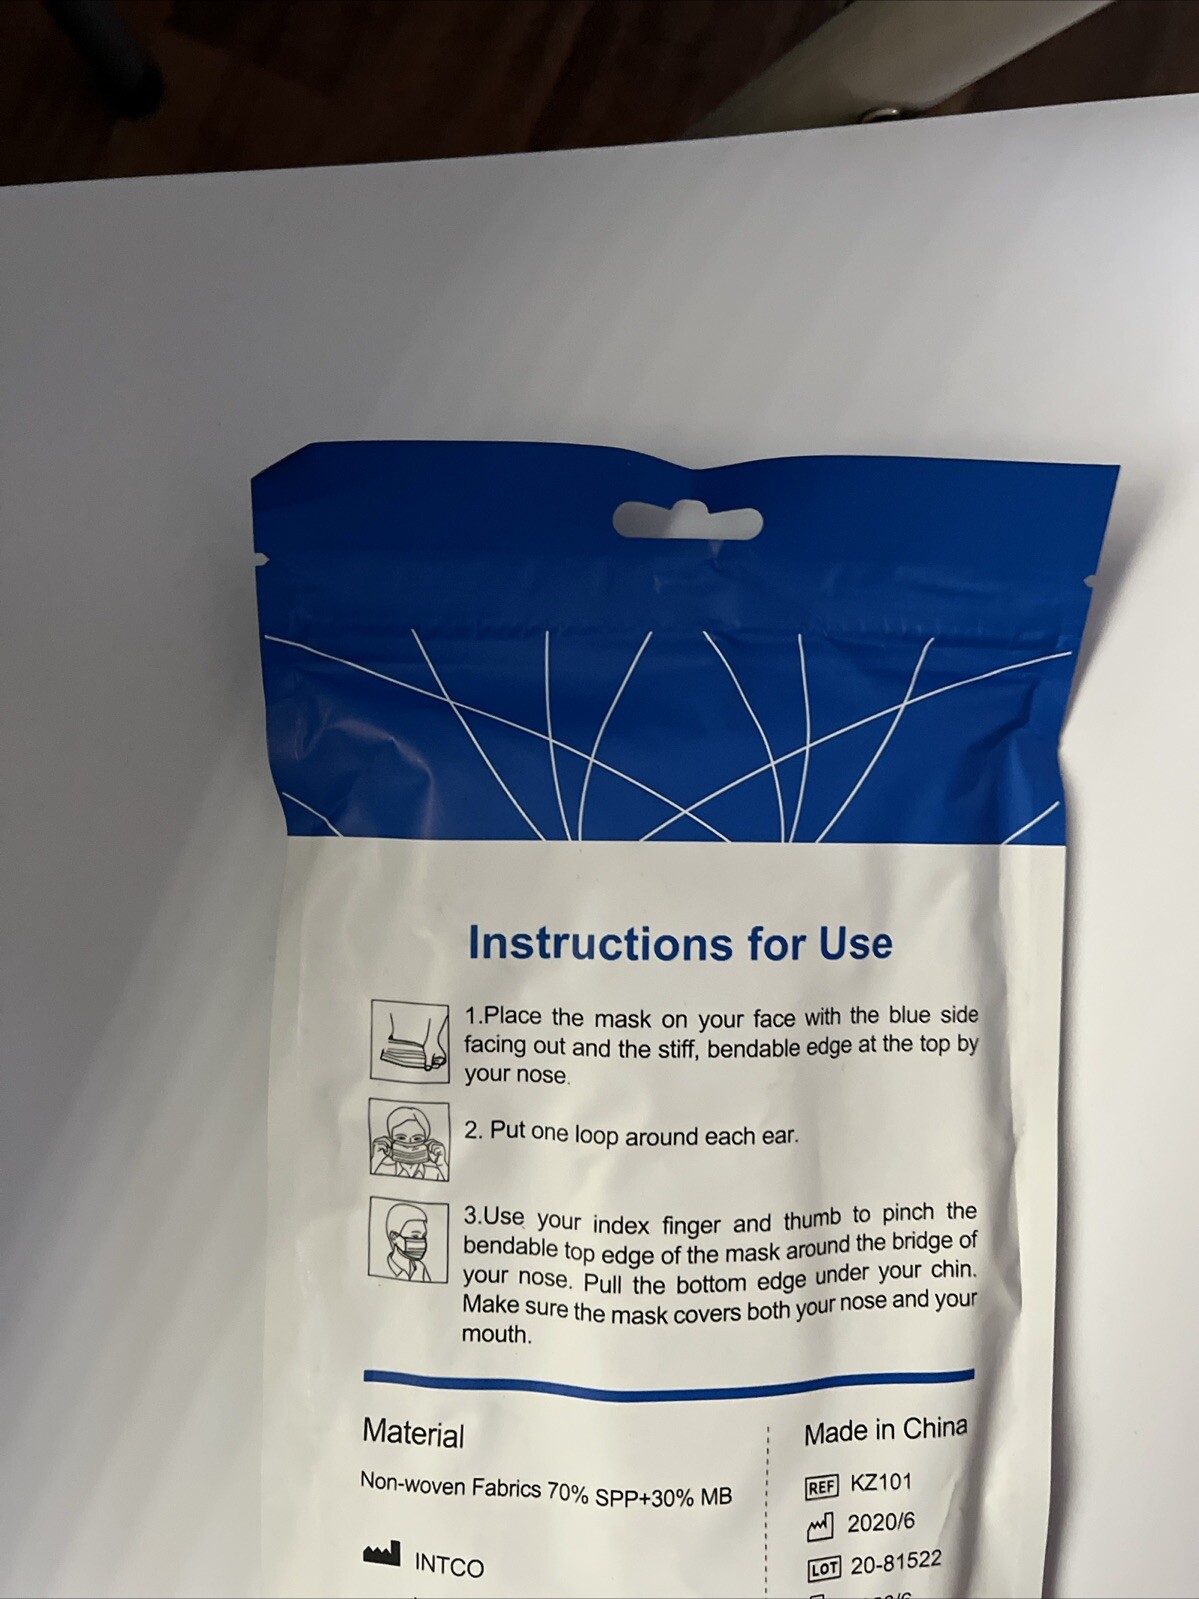 Instructions for Use
1.Place the mask on your face with the blue side
facing out and the stiff, bendable edge at the top by
your nose.
2. Put one loop around each ear.
3.Use your index finger and thumb to pinch the
bendable top edge of the mask around the bridge of
your nose. Pull the bottom edge under your chin.
Make sure the mask covers both your nose and your
mouth.
Material
Non-woven Fabrics 70% SPP+30% MB
INTCO
Made in China
REF KZ101
2020/6
LOT 20-81522